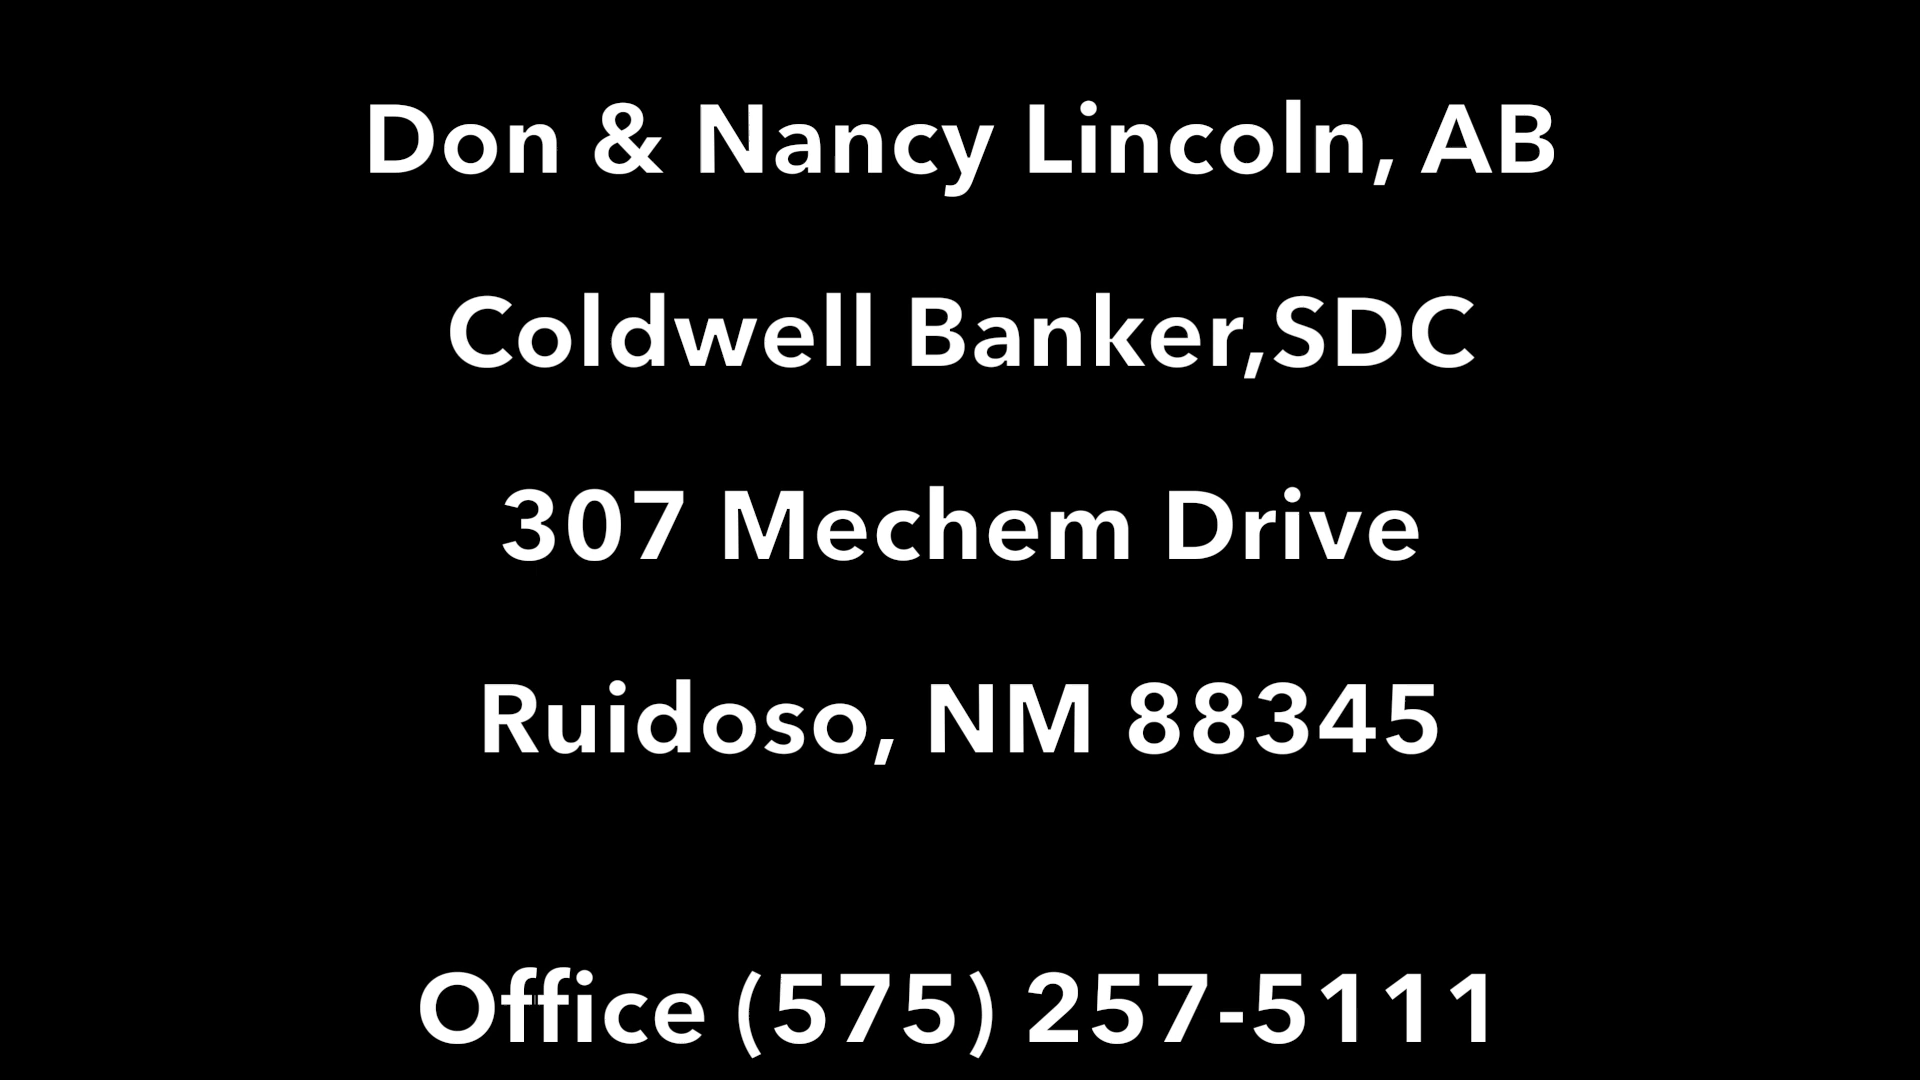 Don & Nancy Lincoln, AB
Coldwell Banker,SDC
307 Mechem Drive
Ruidoso, NM 88345
Office (575) 257-5111